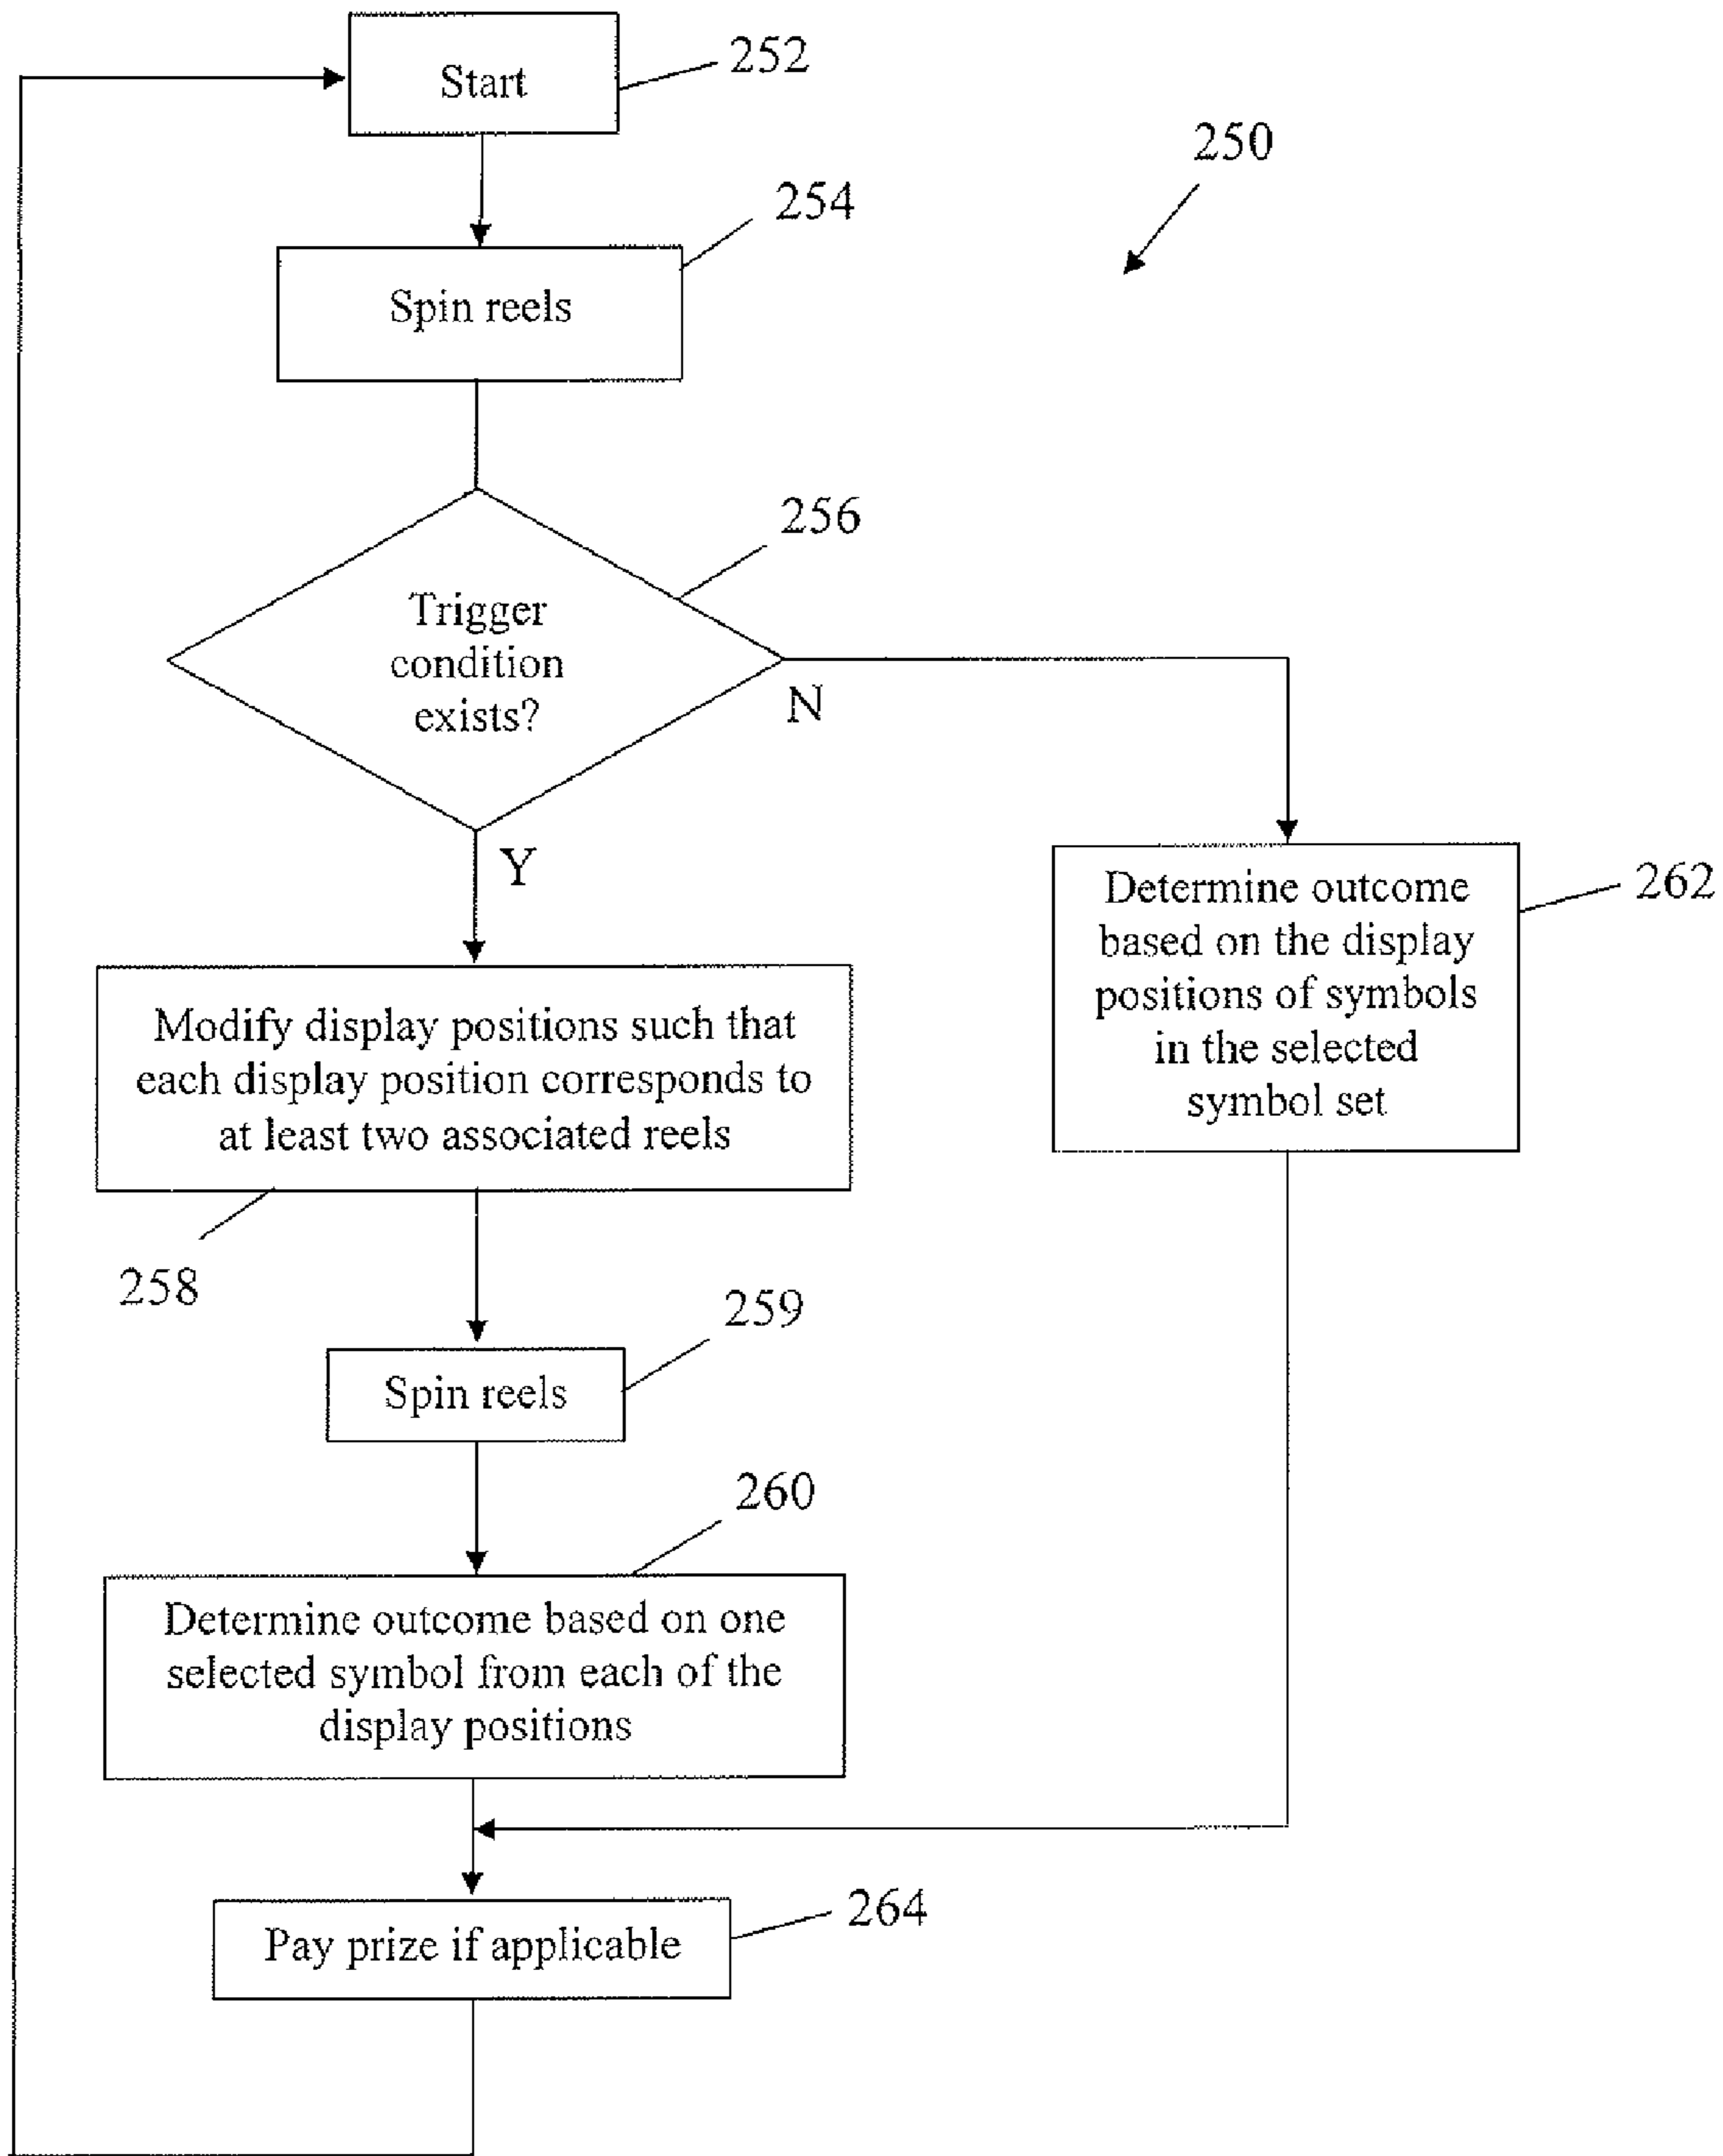 Start
252
250
254
Spin reels
256
Trigger
condition
exists?
N
Y
Determine outcome
based on the display
positions of symbols
in the selected
symbol set
262
Modify display positions such that
each display position corresponds to
at least two associated reels
258
259
Spin reels
260
Determine outcome based on one
selected symbol from each of the
display positions
264
Pay prize if applicable